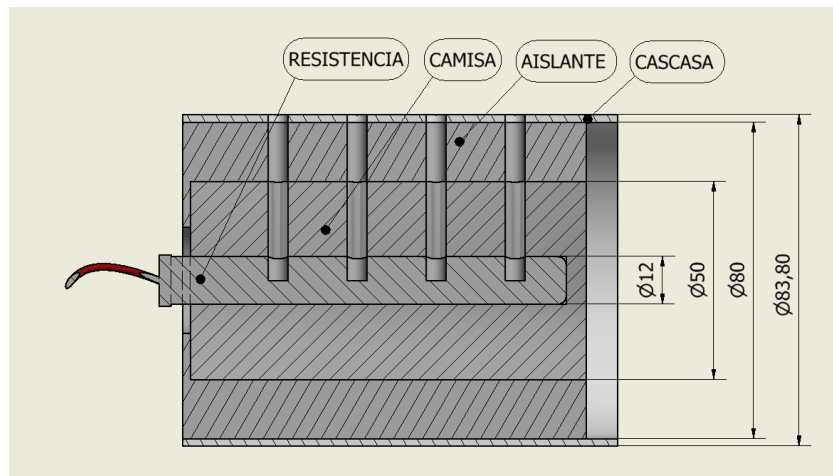 RESISTENCIA
CAMISA
AISLANTE
CASCASA
Ø12
Ø50
Ø80
Ø83,80